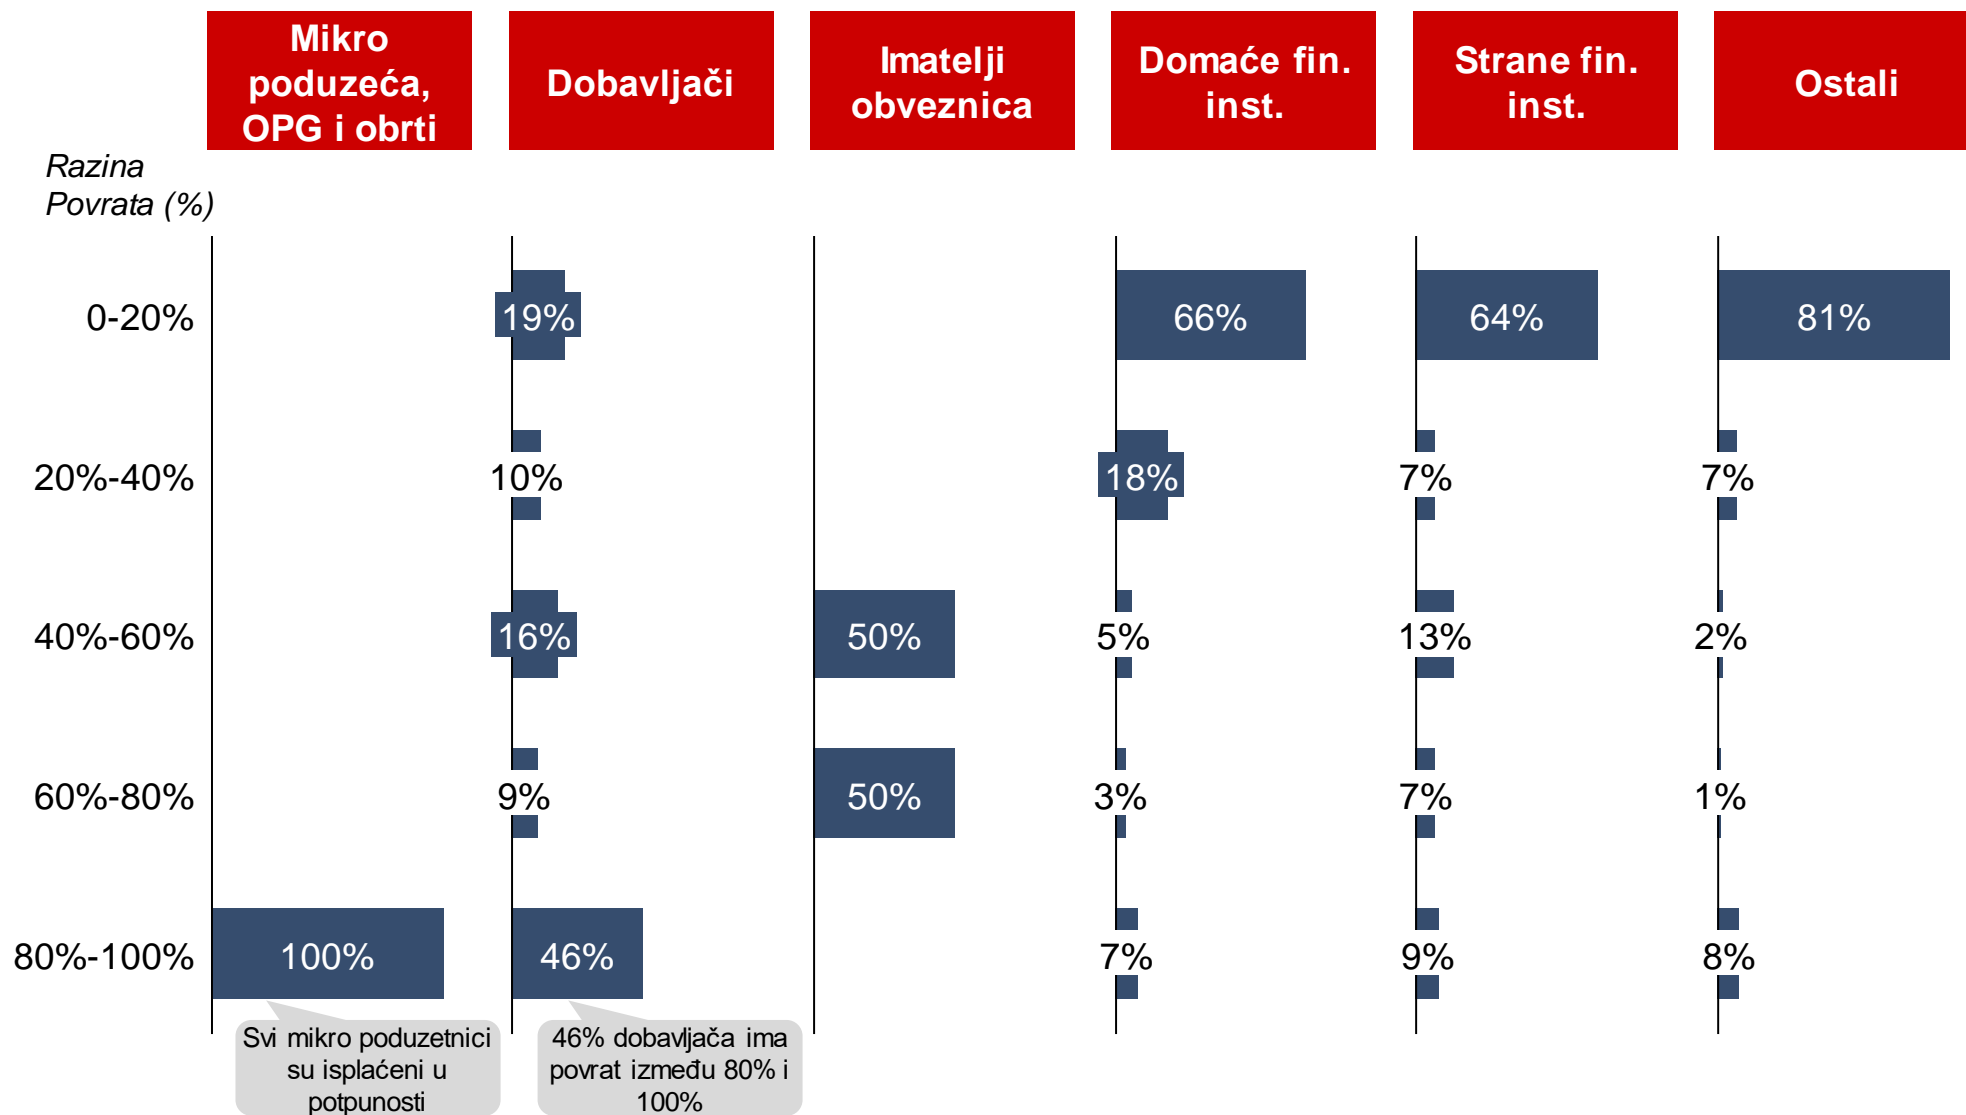 Mikro
poduzeća,
OPG i obrti
Dobavljači
Imatelji
obveznica
Domaće fin.
inst.
Strane fin.
inst.
Ostali
Razina
Povrata (%)
0-20%
19%
66%
64%
81%
20%-40%
10%
18%
7%
7%
40%-60%
16%
50%
5%
13%
2%
60%-80%
9%
50%
3%
7%
1%
80%-100%
100%
46%
7%
9%
8%
Svi mikro poduzetnici
su isplaćeni u
potpunosti
46% dobavljača ima
povrat između 80% i
100%